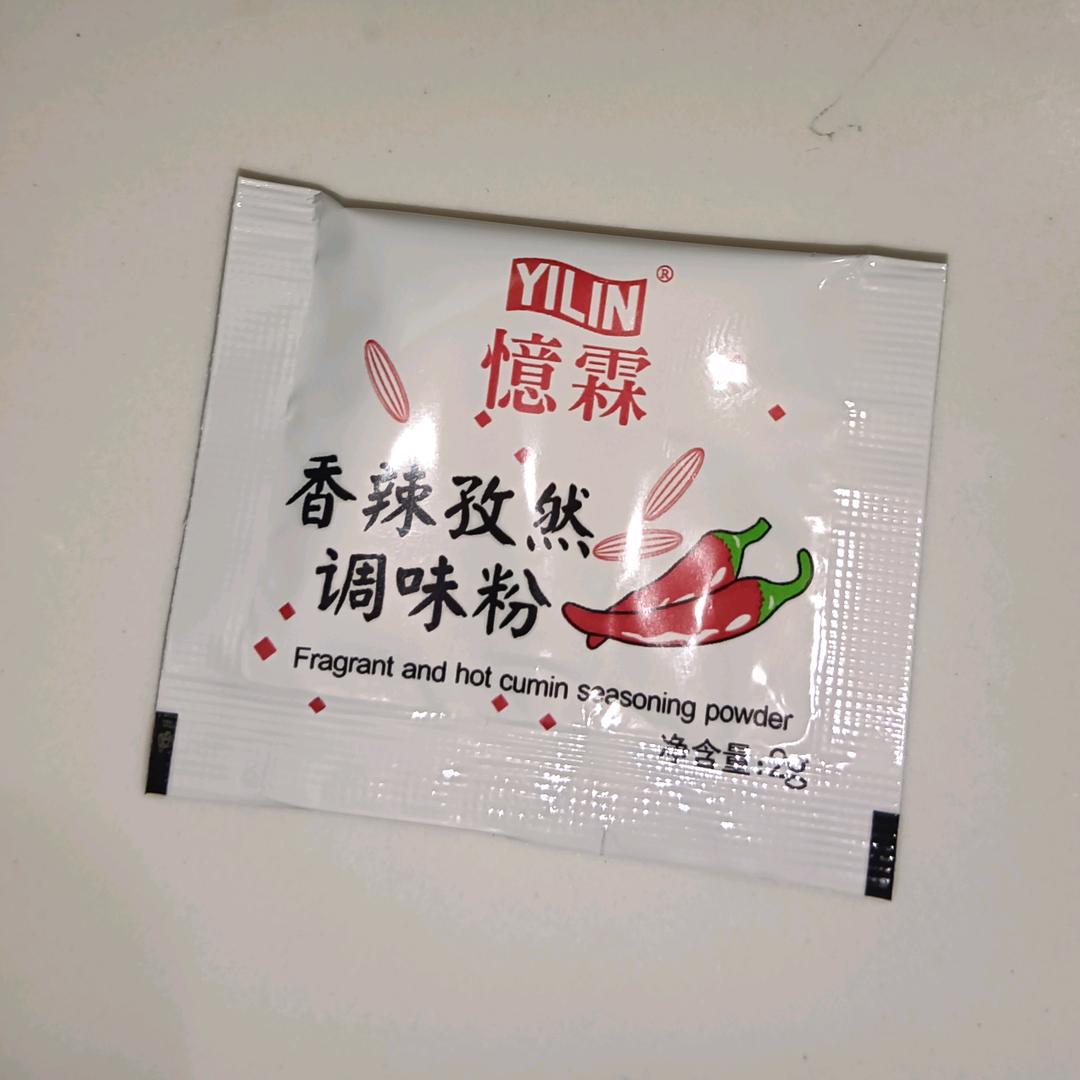 YILIN®
憶霖
香辣孜然
调味粉
Fragrant and hot cumin seasoning powder
净含量:2g